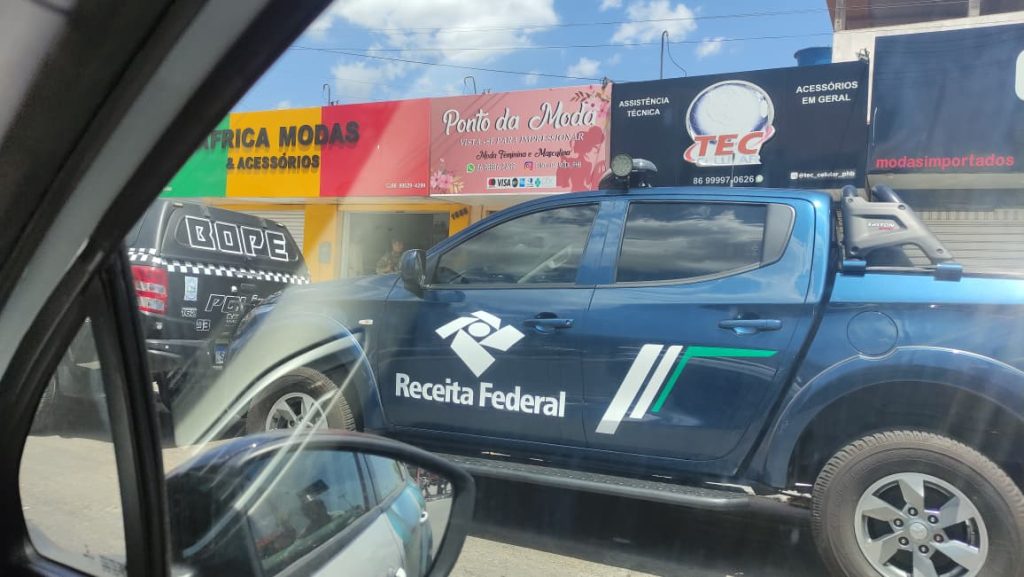 AFRICA MODAS
& ACESSÓRIOS
Ponto da Moda
VISTA-SE PARA IMPRESSIONAR
Moda Feminina e Masculina
VISA
ASSISTÊNCIA
TÉCNICA
TEC
CELULAR
ACESSÓRIOS
EM GERAL
86 99997-0626
@tec_celular_phb
modasimportados
BOPE
Receita Federal